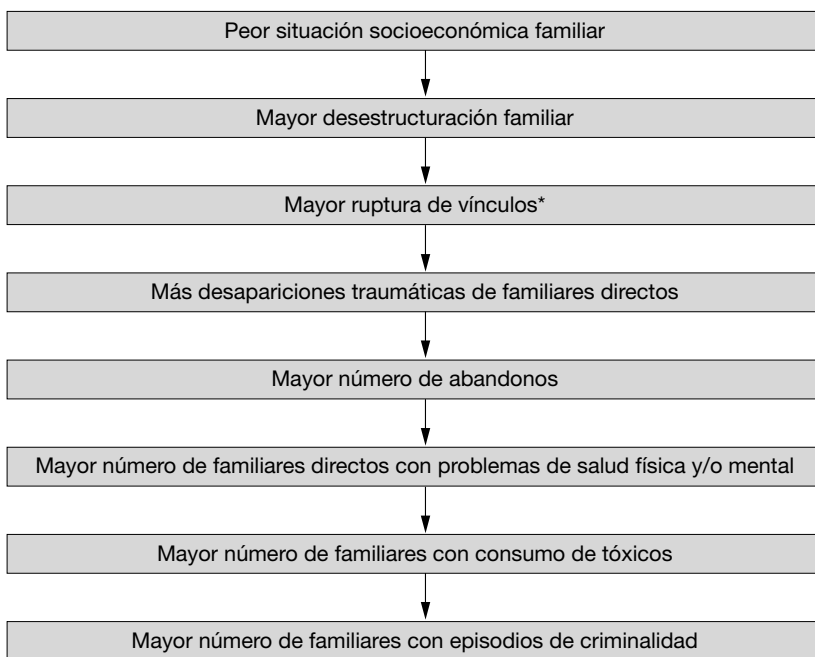 Peor situación socioeconómica familiar
Mayor desestructuración familiar
Mayor ruptura de vínculos*
Más desapariciones traumáticas de familiares directos
Mayor número de abandonos
Mayor número de familiares directos con problemas de salud física y/o mental
Mayor número de familiares con consumo de tóxicos
Mayor número de familiares con episodios de criminalidad